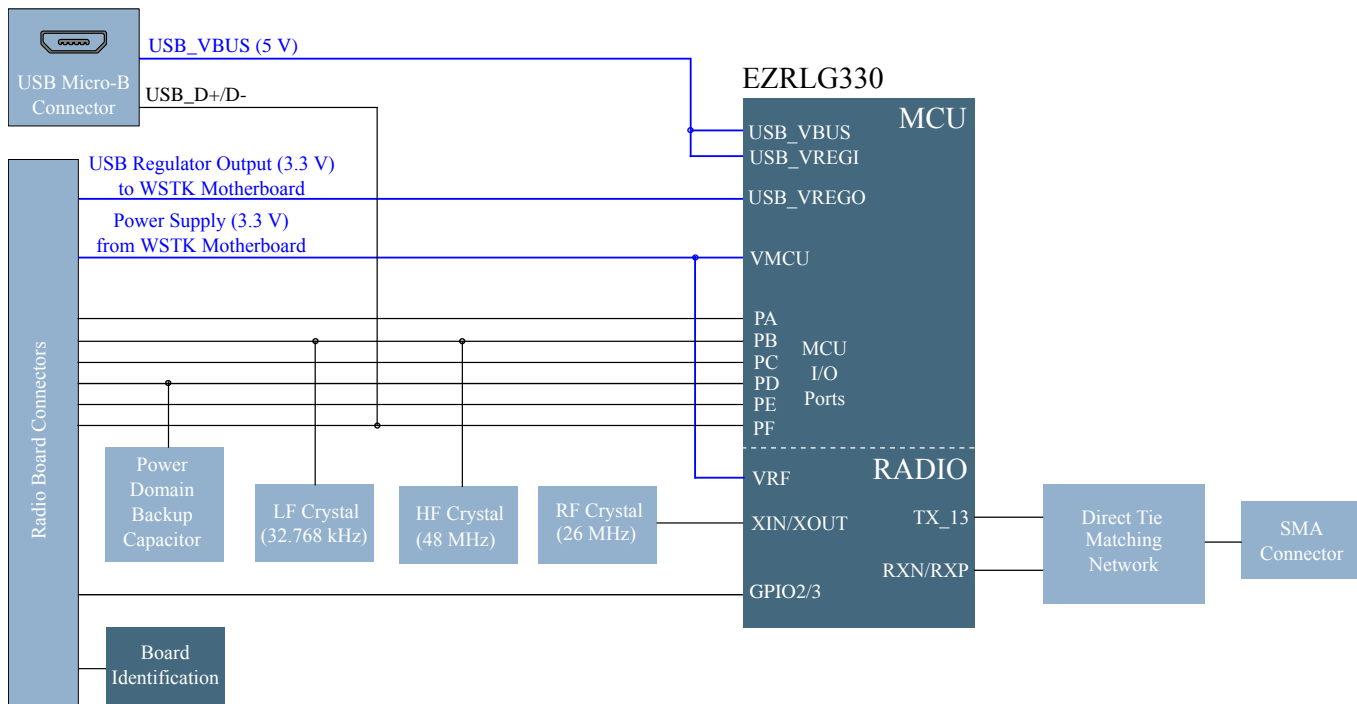 USB Micro-B
Connector
USB_VBUS (5 V)
USB_D+/D-
Radio Board Connectors
USB Regulator Output (3.3 V)
to WSTK Motherboard
Power Supply (3.3 V)
from WSTK Motherboard
EZRLG330
MCU
USB_VBUS
USB_VREGI
USB_VREGO
VMCU
PA
PB
PC
PD
PE
PF
MCU
I/O
Ports
RADIO
VRF
XIN/XOUT
GPIO2/3
TX_13
RXN/RXP
Power
Domain
Backup
Capacitor
LF Crystal
(32.768 kHz)
HF Crystal
(48 MHz)
RF Crystal
(26 MHz)
Direct Tie
Matching
Network
SMA
Connector
Board
Identification